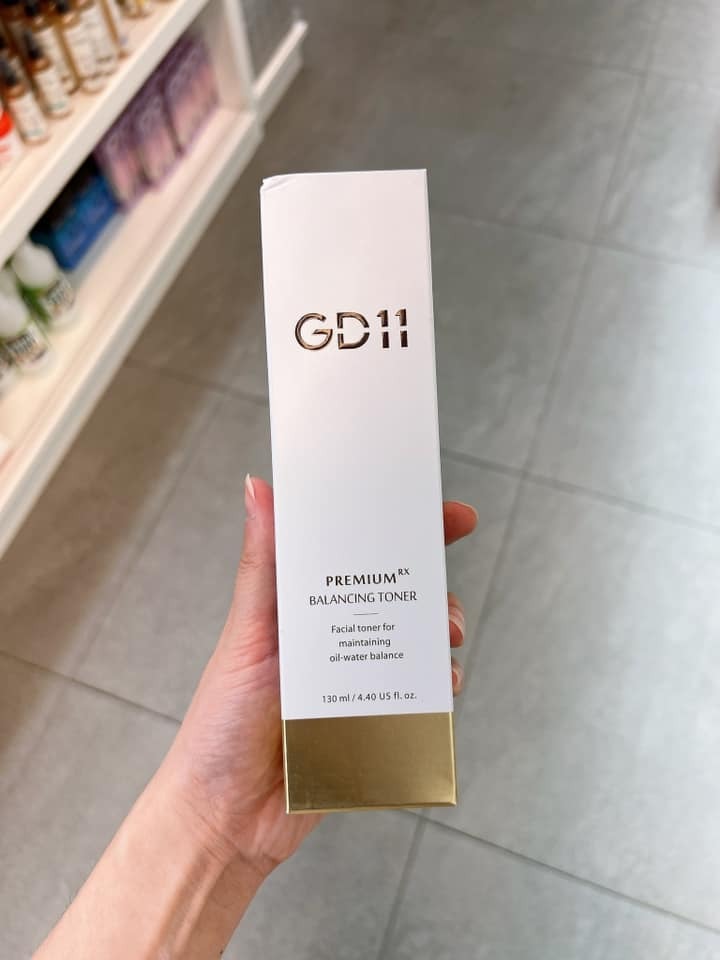 GD11
PREMIUM RX
BALANCING TONER
Facial toner for
maintaining
oil-water balance
130 ml / 4.40 US fl. oz.